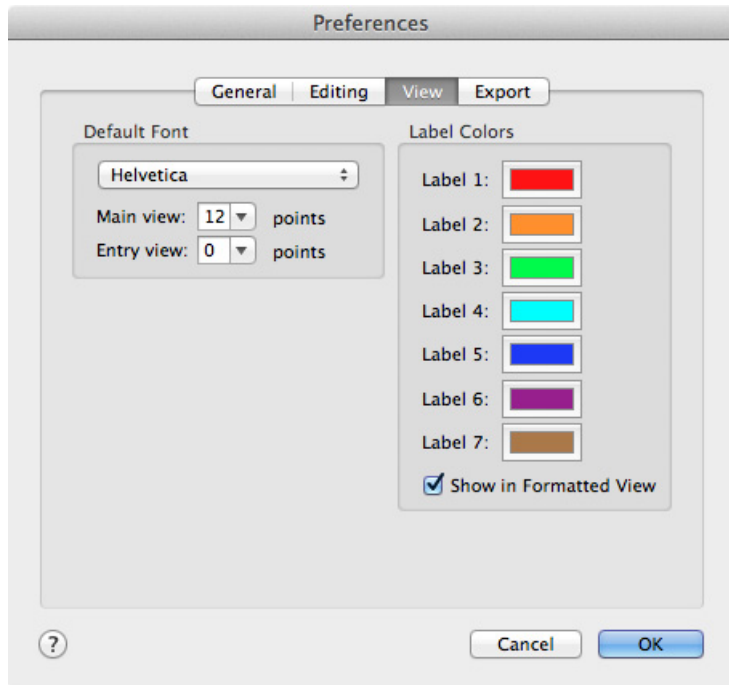 Preferences
General Editing View Export
Default Font
Helvetica
Main view: 12 points
Entry view: 0 points
Label Colors
Label 1:
Label 2:
Label 3:
Label 4:
Label 5:
Label 6:
Label 7:
Show in Formatted View
? Cancel OK